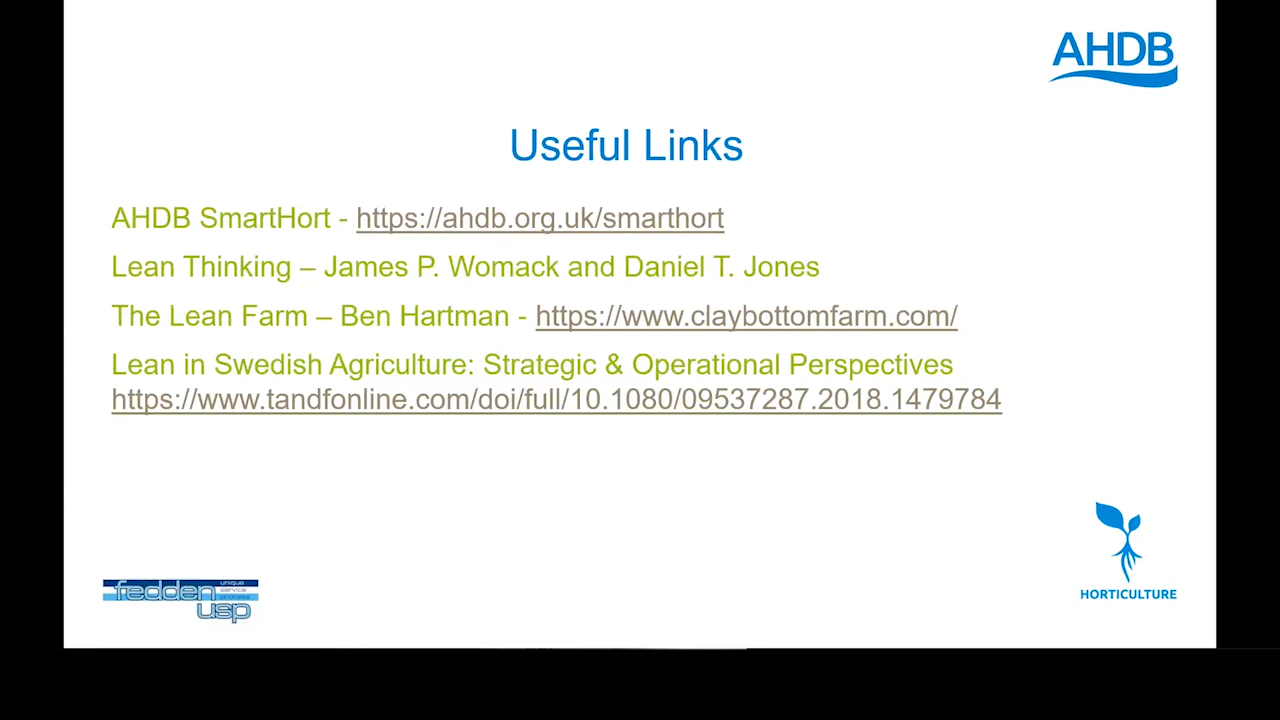 AHDB
Useful Links
AHDB SmartHort - https://ahdb.org.uk/smarthort
Lean Thinking – James P. Womack and Daniel T. Jones
The Lean Farm – Ben Hartman - https://www.claybottomfarm.com/
Lean in Swedish Agriculture: Strategic & Operational Perspectives
https://www.tandfonline.com/doi/full/10.1080/09537287.2018.1479784
HORTICULTURE
fedden
unique
service
usp